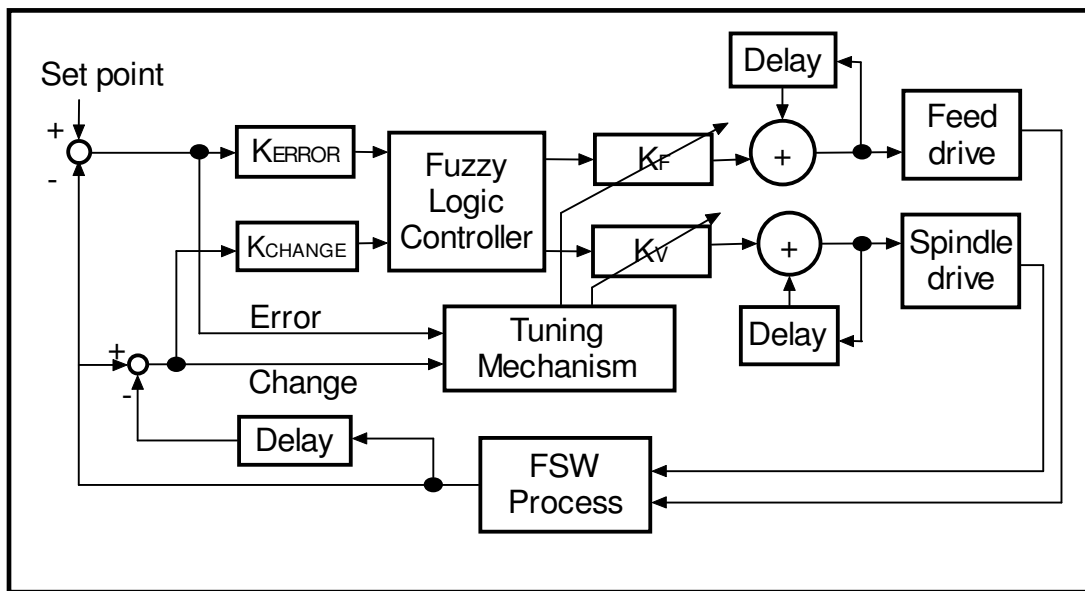 Set point
+
-
KERROR
KCHANGE
Fuzzy
Logic
Controller
KF
KV
Delay
+
Feed
drive
+
Spindle
drive
Delay
Error
Change
Tuning
Mechanism
+
-
Delay
FSW
Process